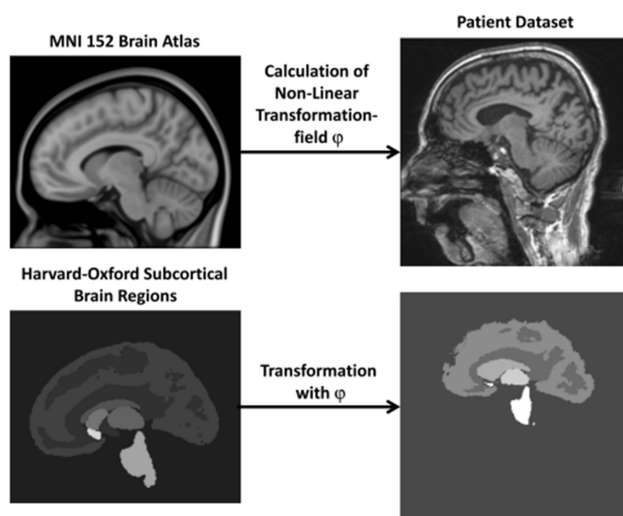 MNI 152 Brain Atlas
Patient Dataset
Calculation of
Non-Linear
Transformation-
field φ
Harvard-Oxford Subcortical
Brain Regions
Transformation
with φ